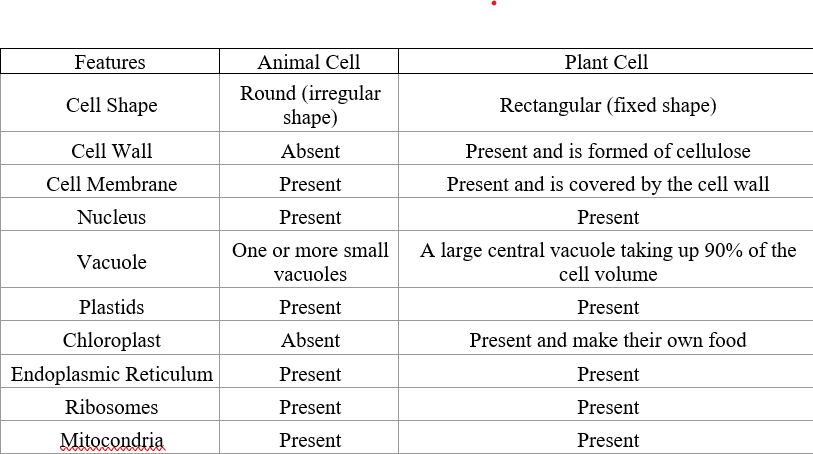 Features Animal Cell Plant Cell
Cell Shape Round (irregular shape) Rectangular (fixed shape)
Cell Wall Absent Present and is formed of cellulose
Cell Membrane Present Present and is covered by the cell wall
Nucleus Present Present
Vacuole One or more small vacuoles A large central vacuole taking up 90% of the cell volume
Plastids Present Present
Chloroplast Absent Present and make their own food
Endoplasmic Reticulum Present Present
Ribosomes Present Present
Mitocondria Present Present